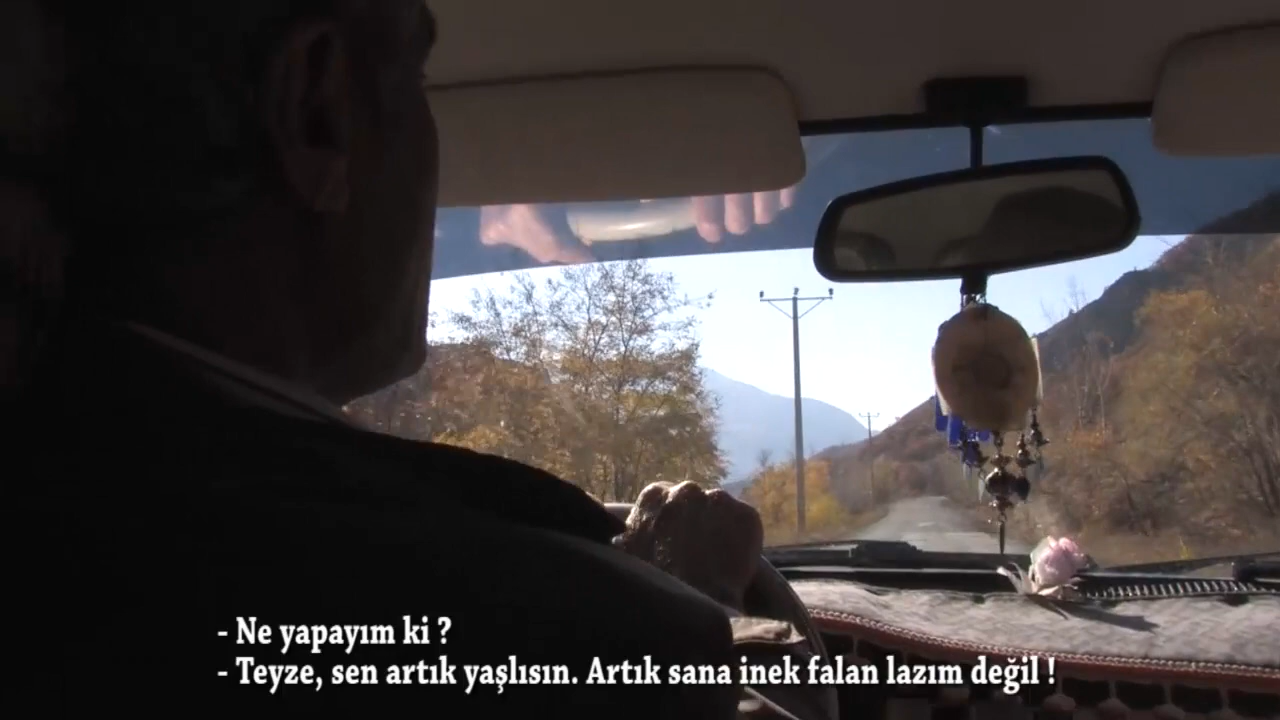 - Ne yapayım ki ?
- Teyze, sen artık yaşlısın. Artık sana inek falan lazım değil !